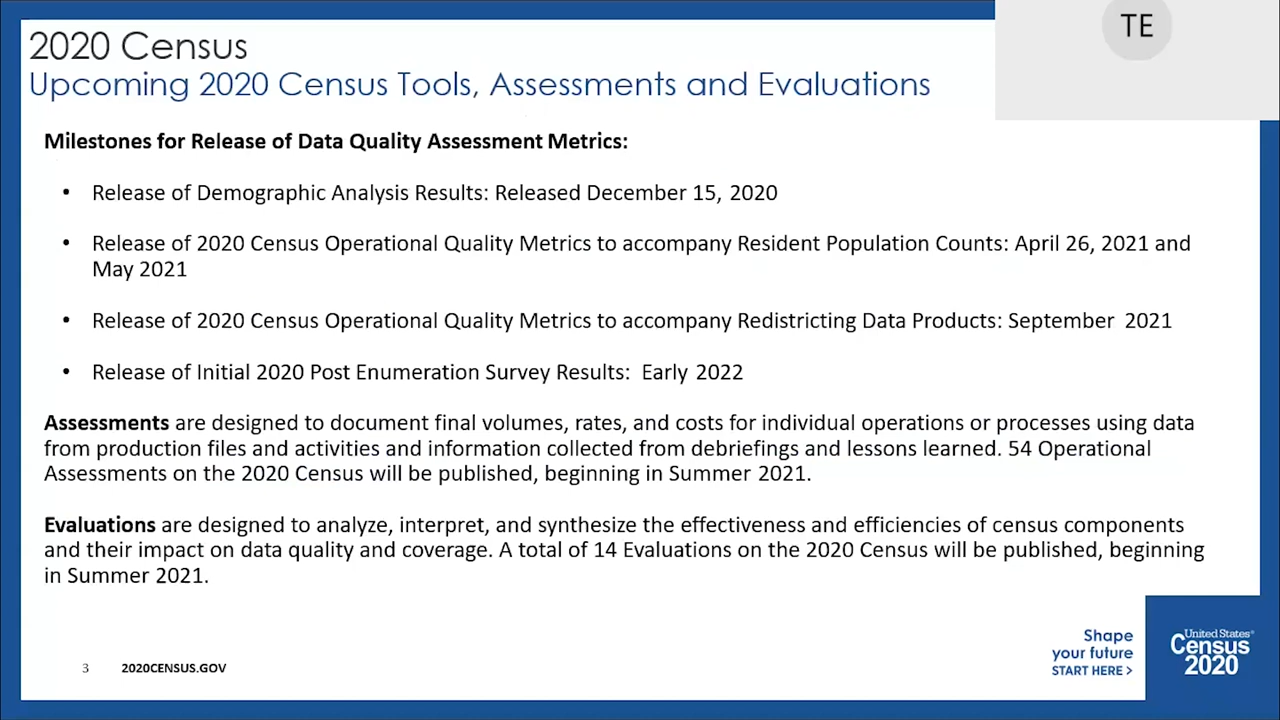 TE
2020 Census
Upcoming 2020 Census Tools, Assessments and Evaluations
Milestones for Release of Data Quality Assessment Metrics:
• Release of Demographic Analysis Results: Released December 15, 2020
• Release of 2020 Census Operational Quality Metrics to accompany Resident Population Counts: April 26, 2021 and
May 2021
• Release of 2020 Census Operational Quality Metrics to accompany Redistricting Data Products: September 2021
• Release of Initial 2020 Post Enumeration Survey Results: Early 2022
Assessments are designed to document final volumes, rates, and costs for individual operations or processes using data
from production files and activities and information collected from debriefings and lessons learned. 54 Operational
Assessments on the 2020 Census will be published, beginning in Summer 2021.
Evaluations are designed to analyze, interpret, and synthesize the effectiveness and efficiencies of census components
and their impact on data quality and coverage. A total of 14 Evaluations on the 2020 Census will be published, beginning
in Summer 2021.
3 2020CENSUS.GOV
Shape
your future
START HERE >
United States®
Census
2020